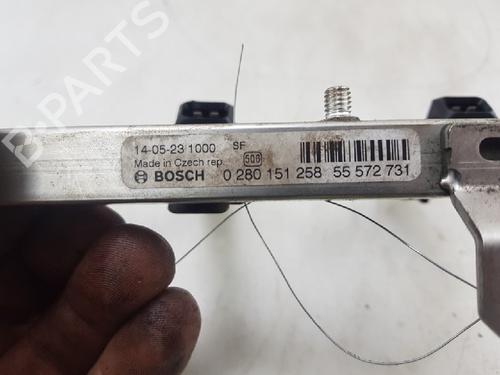 B-PARTS
14-05-23 1000 SF
Made in Czech rep. 508
BOSCH 0 280 151 258 55 572 731